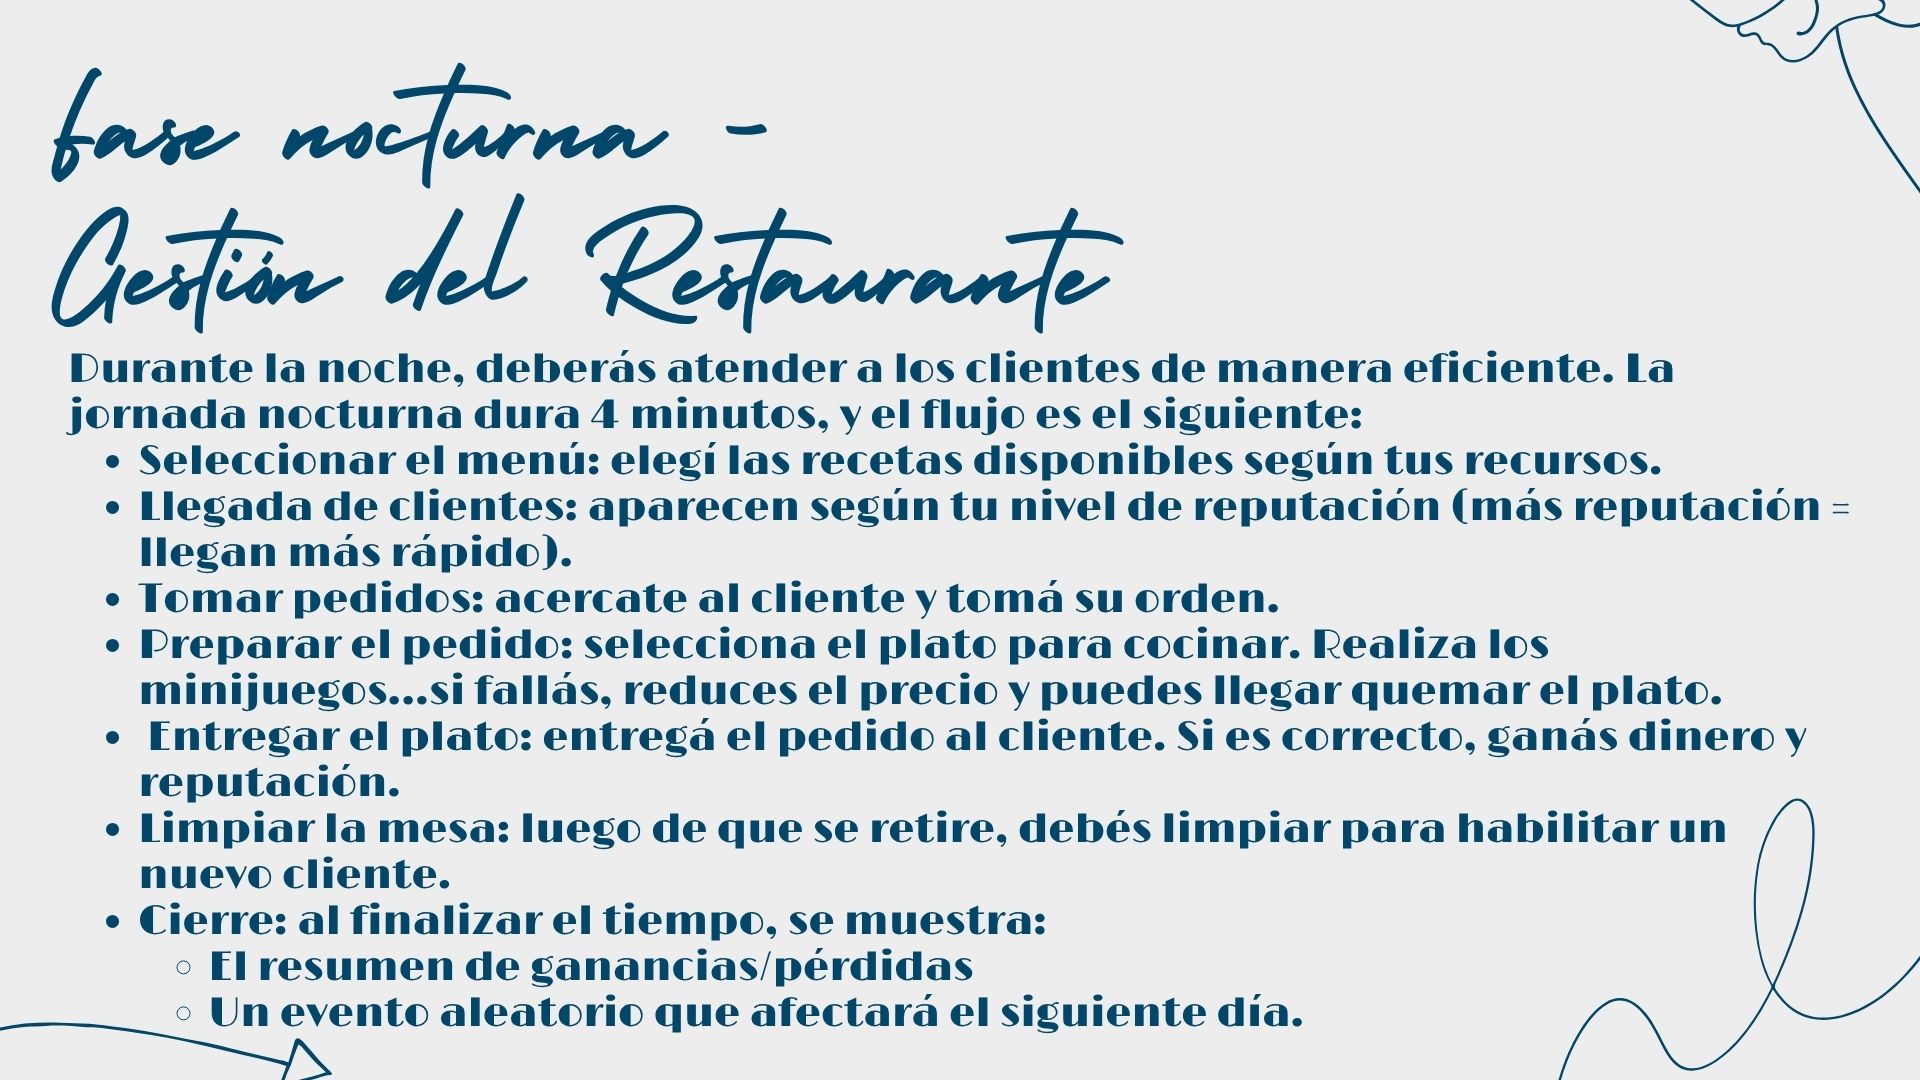 fase nocturna -
Gestión del Restaurante
Durante la noche, deberás atender a los clientes de manera eficiente. La
jornada nocturna dura 4 minutos, y el flujo es el siguiente:
• Seleccionar el menú: elegí las recetas disponibles según tus recursos.
• Llegada de clientes: aparecen según tu nivel de reputación (más reputación =
llegan más rápido).
• Tomar pedidos: acercate al cliente y tomá su orden.
• Preparar el pedido: selecciona el plato para cocinar. Realiza los
minijuegos...si fallás, reduces el precio y puedes llegar quemar el plato.
• Entregar el plato: entregá el pedido al cliente. Si es correcto, ganás dinero y
reputación.
• Limpiar la mesa: luego de que se retire, debés limpiar para habilitar un
nuevo cliente.
• Cierre: al finalizar el tiempo, se muestra:
◦ El resumen de ganancias/pérdidas
◦ Un evento aleatorio que afectará el siguiente día.